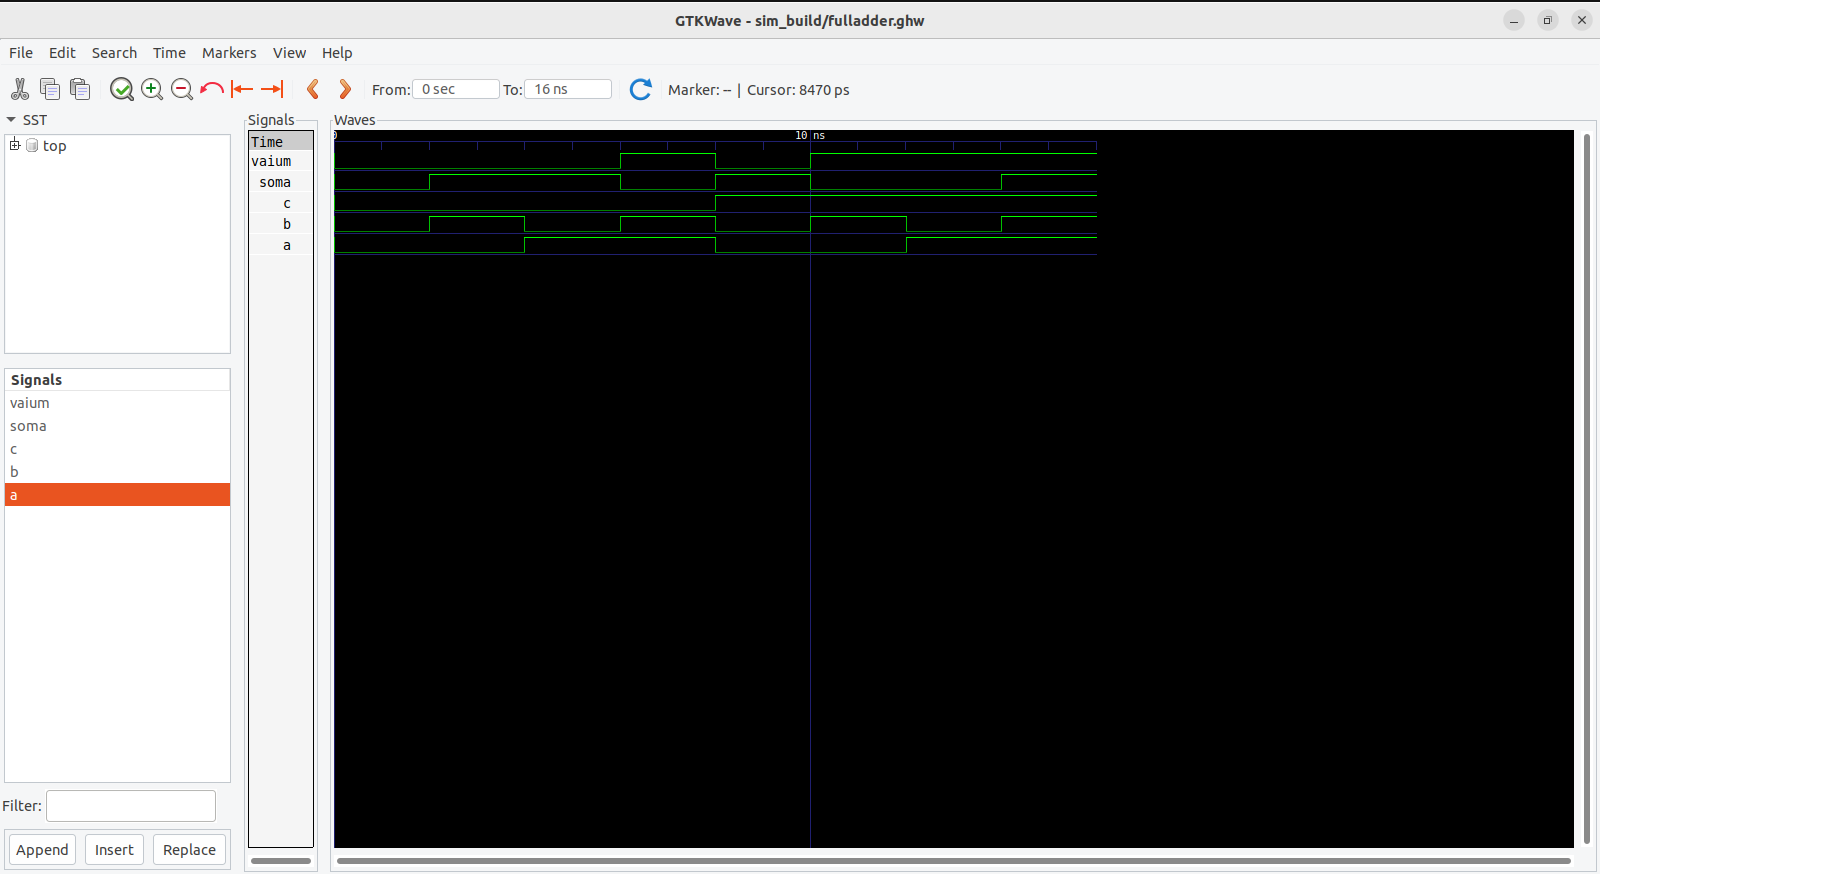 GTKWave - sim_build/fulladder.ghw
File Edit Search Time Markers View Help
From: 0 sec To: 16 ns Marker: -- | Cursor: 8470 ps
SST
top
Signals
vaium
soma
c
b
a
Filter:
Append Insert Replace
Signals
Time
vaium
soma
c
b
a
Waves
0 10 ns